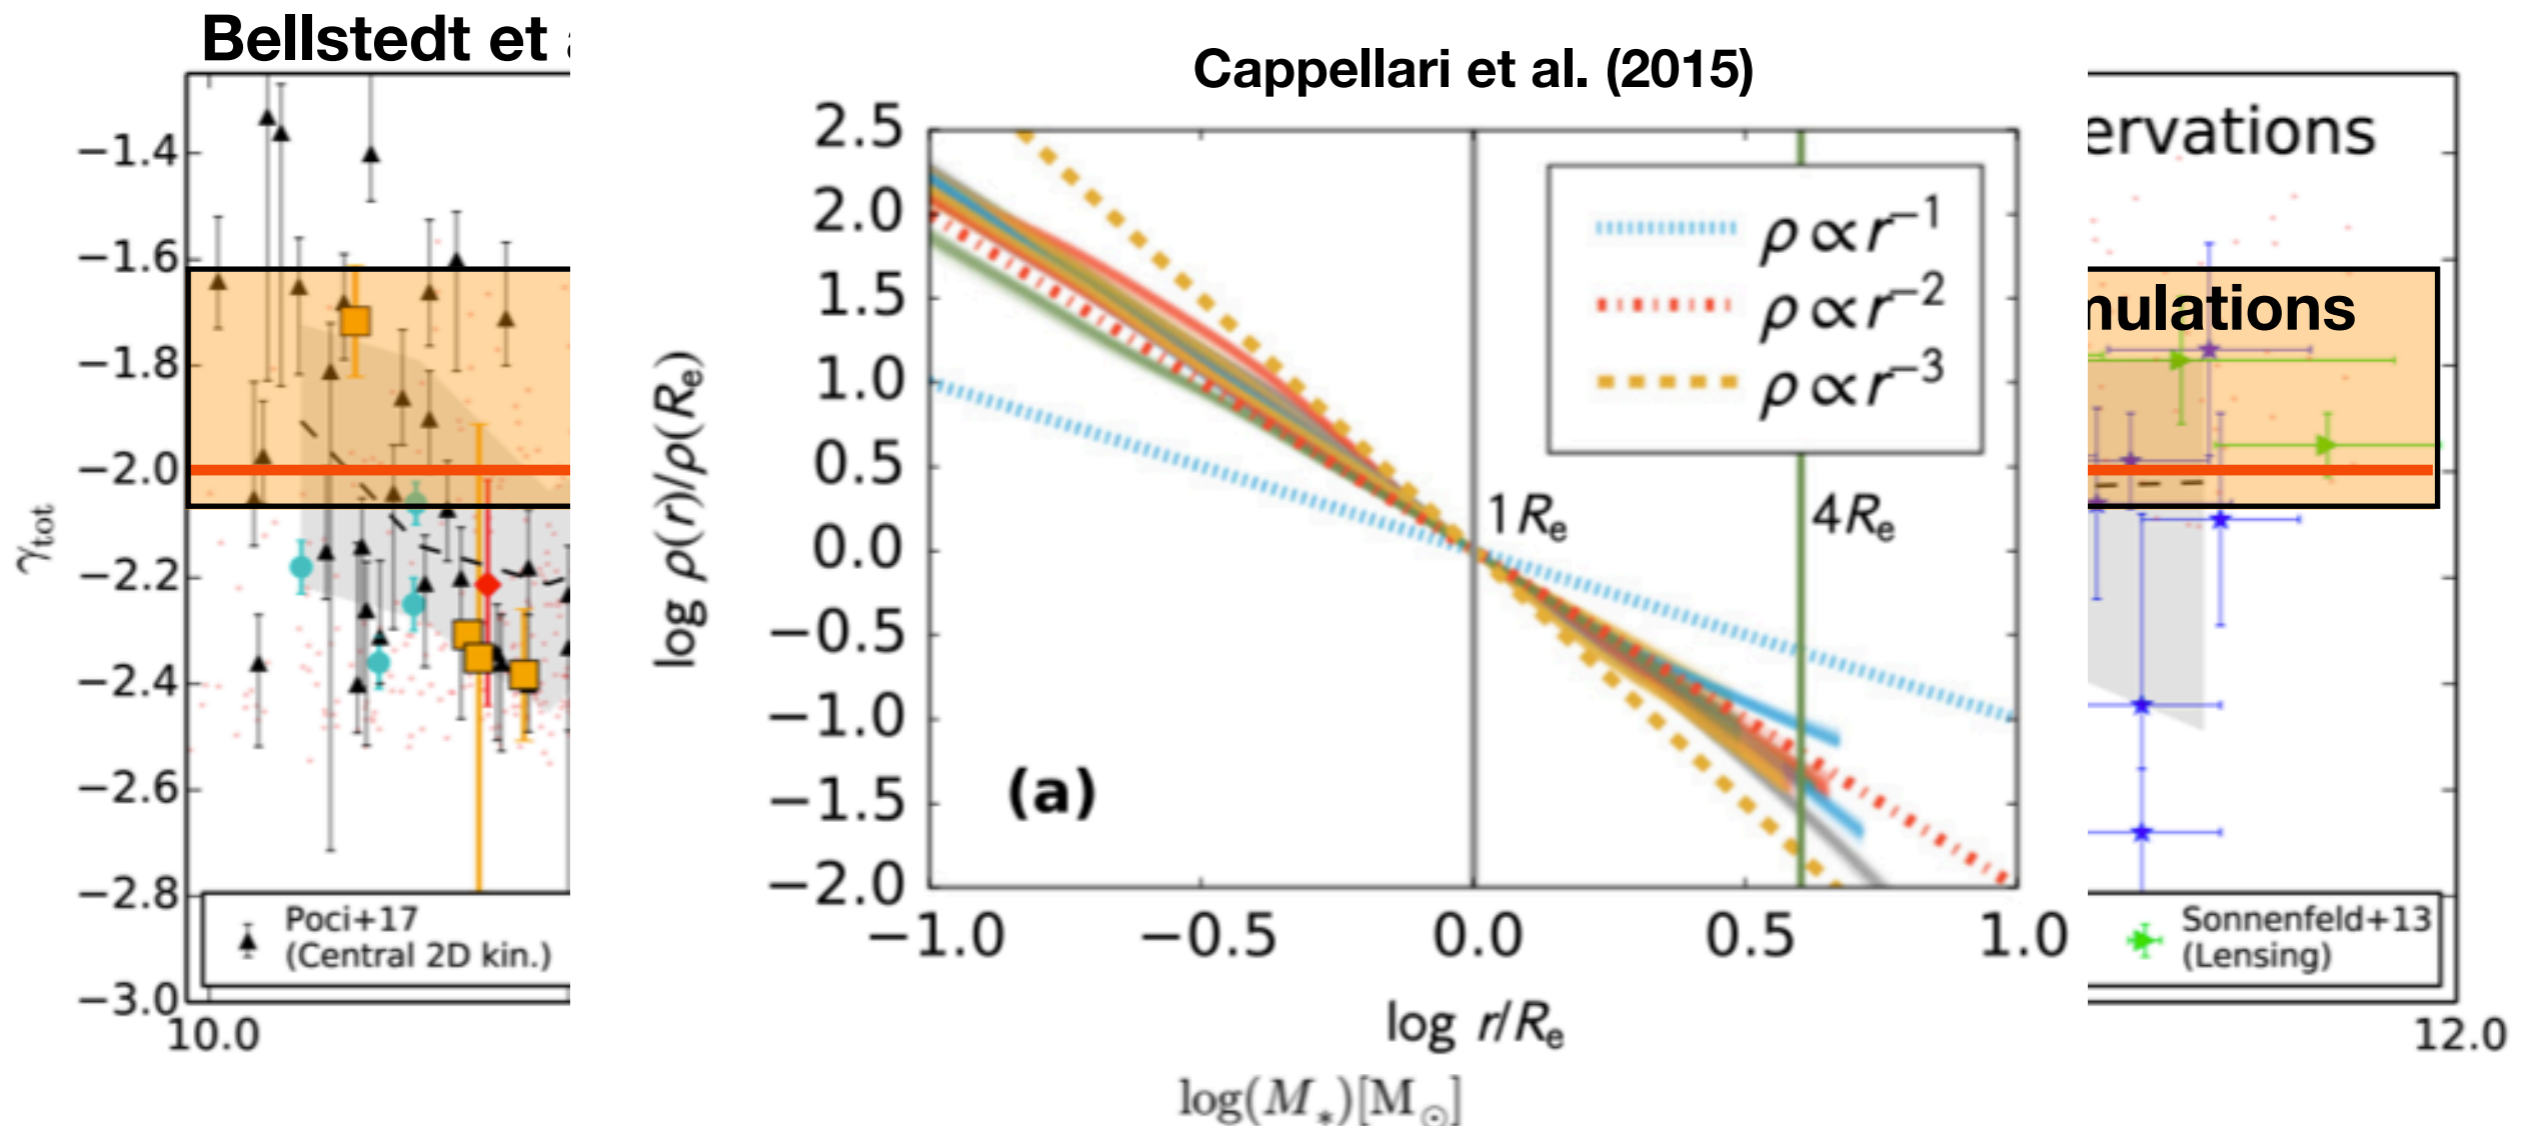 Bellstedt et a
Cappellari et al. (2015)
ervations
mulations
−1.4
−1.6
−1.8
−2.0
−2.2
−2.4
−2.6
−2.8
−3.0
γtot
10.0
Poci+17
(Central 2D kin.)
2.5
2.0
1.5
1.0
0.5
0.0
−0.5
−1.0
−1.5
−2.0
log ρ(r)/ρ(Re)
ρ∝r−1
ρ∝r−2
ρ∝r−3
1Re
4Re
(a)
−1.0 −0.5 0.0 0.5 1.0
log r/Re
log(M*)[M⊙]
Sonnenfeld+13
(Lensing)
12.0